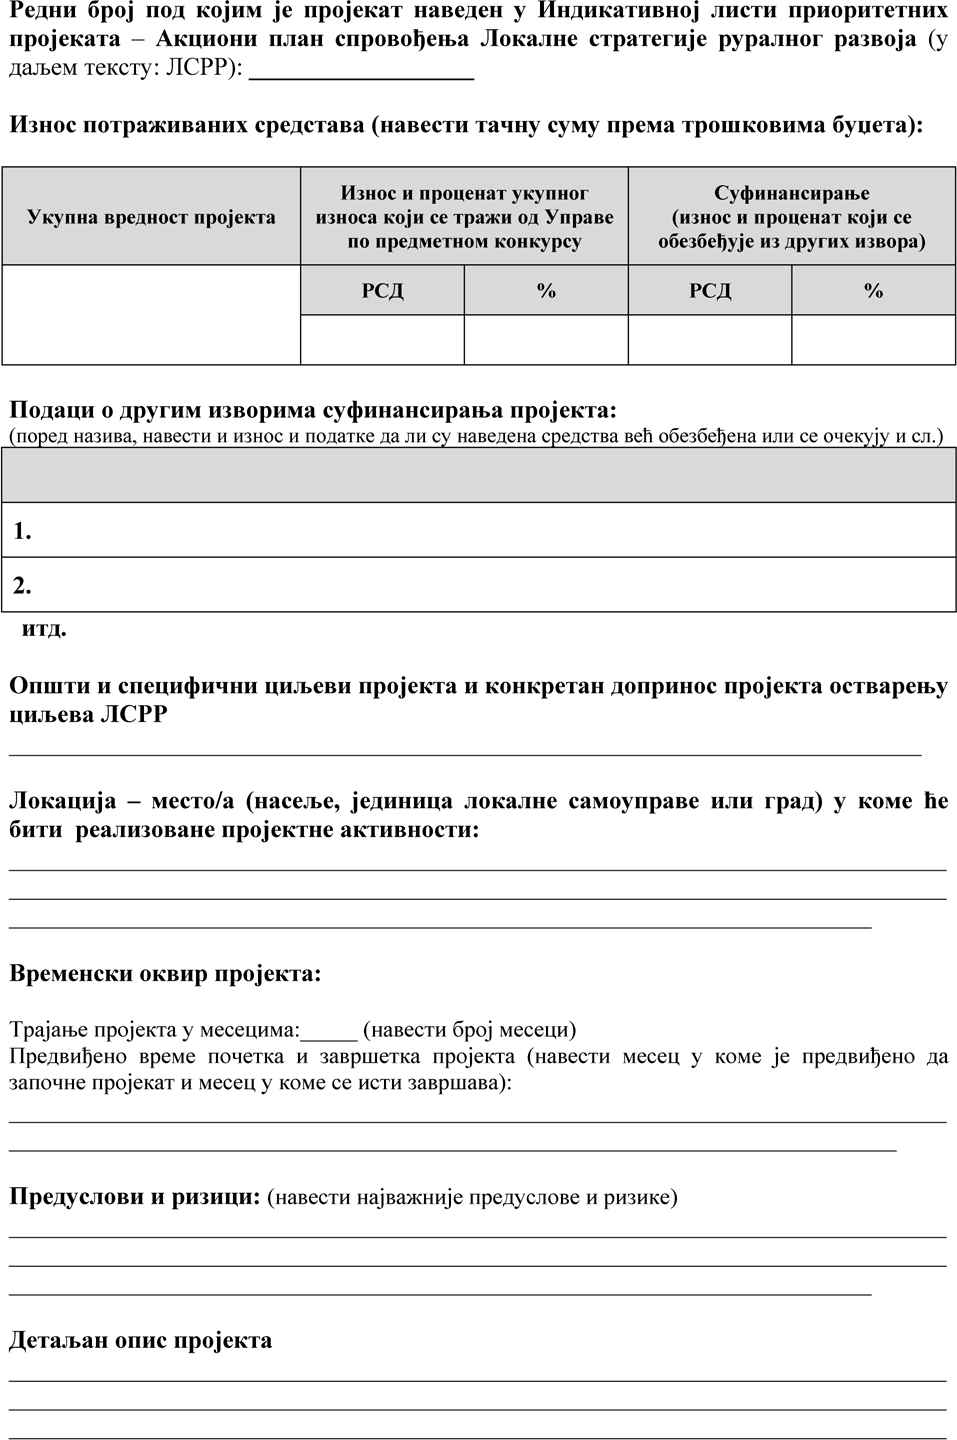 Редни број под којим је пројекат наведен у Индикативној листи приоритетних
пројеката – Акциони план спровођења Локалне стратегије руралног развоја (у
даљем тексту: ЛСРР): __________________
Износ потраживаних средстава (навести тачну суму према трошковима буџета):
Укупна вредност пројекта
Износ и проценат укупног
износа који се тражи од Управе
по предметном конкурсу
Суфинансирање
(износ и проценат који се
обезбеђује из других извора)
РСД % РСД %
Подаци о другим изворима суфинансирања пројекта:
(поред назива, навести и износ и податке да ли су наведена средства већ обезбеђена или се очекују и сл.)
1.
2.
итд.
Општи и специфични циљеви пројекта и конкретан допринос пројекта остварењу
циљева ЛСРР
Локација – место/а (насеље, јединица локалне самоуправе или град) у коме ће
бити реализоване пројектне активности:
Временски оквир пројекта:
Трајање пројекта у месецима:_____ (навести број месеци)
Предвиђено време почетка и завршетка пројекта (навести месец у коме је предвиђено да
започне пројекат и месец у коме се исти завршава):
Предуслови и ризици: (навести најважније предуслове и ризике)
Детаљан опис пројекта